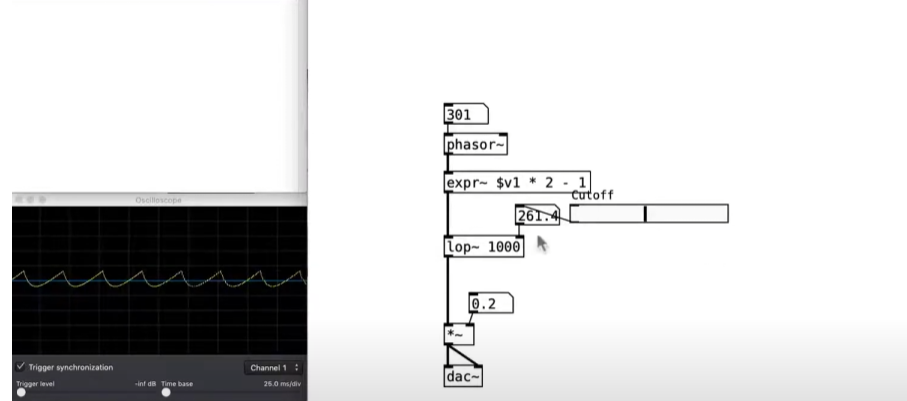 301
phasor~
expr~ $v1 * 2 - 1
Cutoff
261.4
lop~ 1000
0.2
*~
dac~
Oscilloscope
Trigger synchronization
Channel 1
Trigger level -inf dB Time base 25.0 ms/div